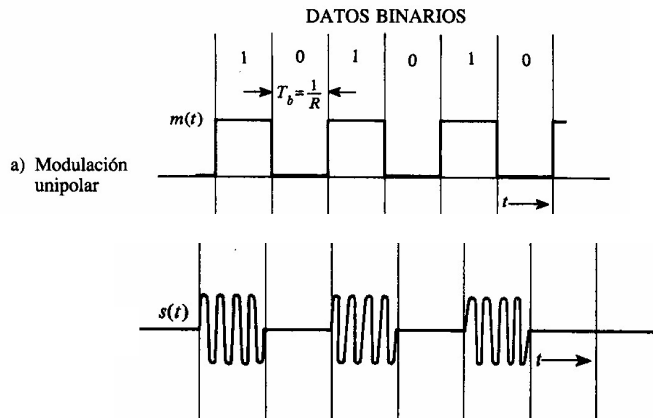 DATOS BINARIOS
1 0 1 0 1 0
T_b = 1/R
m(t)
a) Modulación
unipolar
t
s(t)
t